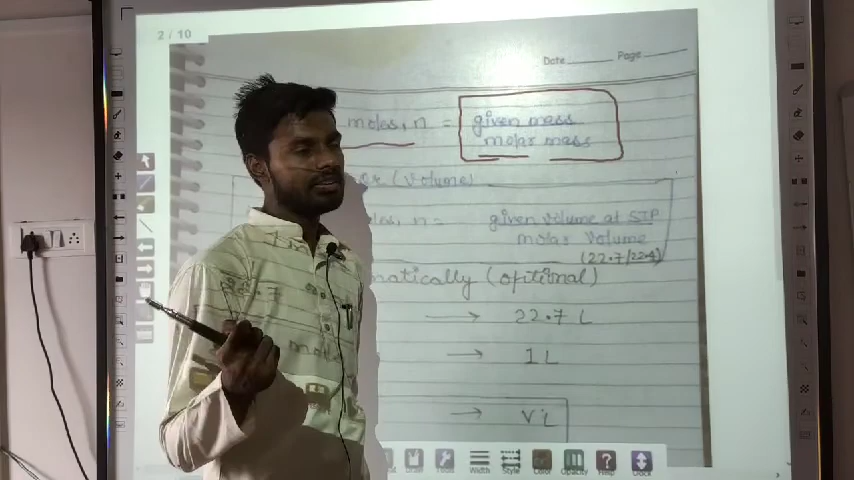 2 / 10
Date Page
moles, n = given mass
molar mass
or (Volume)
n = given volume at STP
molar volume
(22.7/22.4)
matically (optional)
→ 22.7 L
→ 1 L
→ V L
Width Style Color Opacity Help Dock